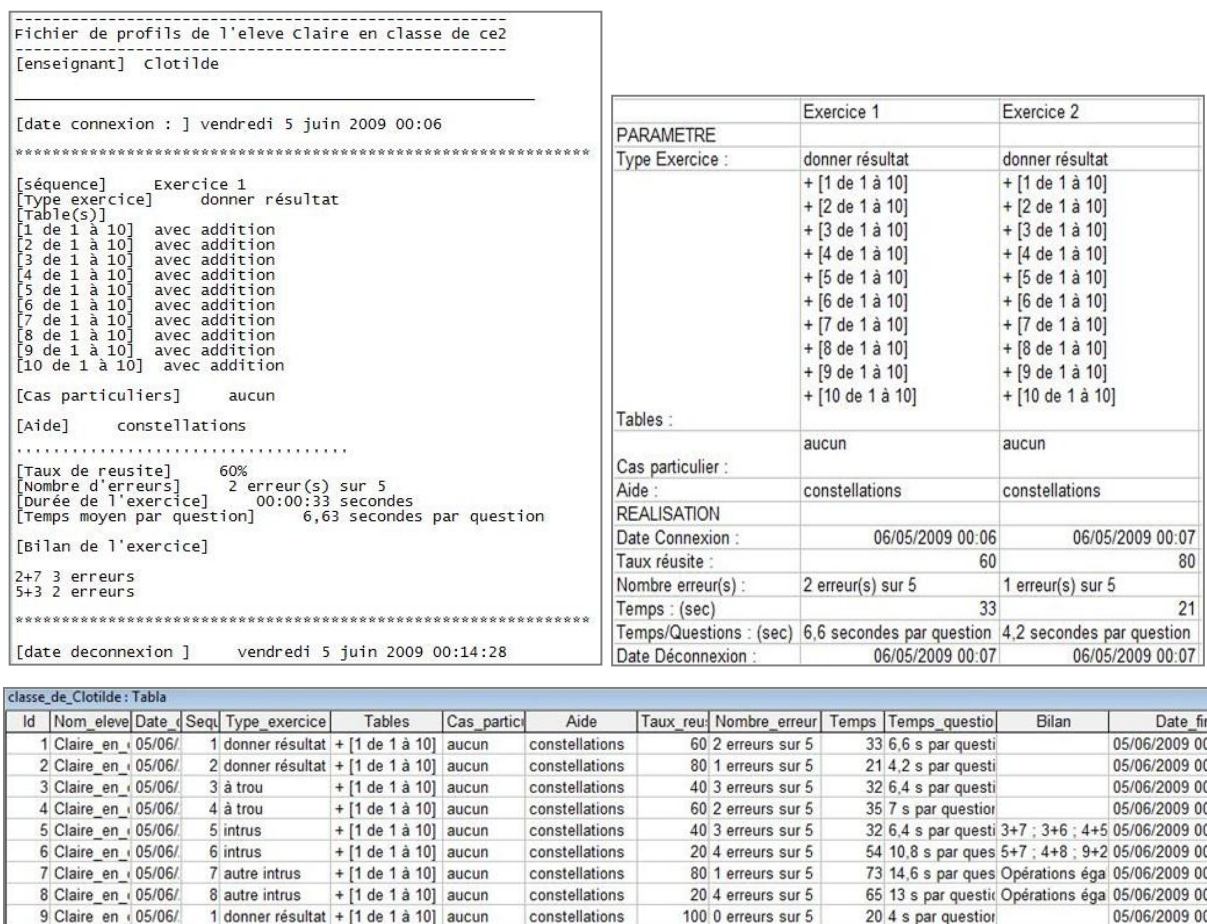 ------------------------------------------------------
Fichier de profils de l'eleve Claire en classe de ce2
------------------------------------------------------
[enseignant] Clotilde
[date connexion : ] vendredi 5 juin 2009 00:06
**************************************************************
[séquence] Exercice 1
[Type exercice] donner résultat
[Table(s)]
[1 de 1 à 10] avec addition
[2 de 1 à 10] avec addition
[3 de 1 à 10] avec addition
[4 de 1 à 10] avec addition
[5 de 1 à 10] avec addition
[6 de 1 à 10] avec addition
[7 de 1 à 10] avec addition
[8 de 1 à 10] avec addition
[9 de 1 à 10] avec addition
[10 de 1 à 10] avec addition
[Cas particuliers] aucun
[Aide] constellations
....................................
[Taux de reusite] 60%
[Nombre d'erreurs] 2 erreur(s) sur 5
[Durée de l'exercice] 00:00:33 secondes
[Temps moyen par question] 6,63 secondes par question
[Bilan de l'exercice]
2+7 3 erreurs
5+3 2 erreurs
**************************************************************
[date deconnexion ] vendredi 5 juin 2009 00:14:28
Exercice 1 Exercice 2
PARAMETRE
Type Exercice : donner résultat donner résultat
+ [1 de 1 à 10] + [1 de 1 à 10]
+ [2 de 1 à 10] + [2 de 1 à 10]
+ [3 de 1 à 10] + [3 de 1 à 10]
+ [4 de 1 à 10] + [4 de 1 à 10]
+ [5 de 1 à 10] + [5 de 1 à 10]
+ [6 de 1 à 10] + [6 de 1 à 10]
+ [7 de 1 à 10] + [7 de 1 à 10]
+ [8 de 1 à 10] + [8 de 1 à 10]
+ [9 de 1 à 10] + [9 de 1 à 10]
+ [10 de 1 à 10] + [10 de 1 à 10]
Tables :
aucun aucun
Cas particulier :
Aide : constellations constellations
REALISATION
Date Connexion : 06/05/2009 00:06 06/05/2009 00:07
Taux réusite : 60 80
Nombre erreur(s) : 2 erreur(s) sur 5 1 erreur(s) sur 5
Temps : (sec) 33 21
Temps/Questions : (sec) 6,6 secondes par question 4,2 secondes par question
Date Déconnexion : 06/05/2009 00:07 06/05/2009 00:07
classe_de_Clotilde : Tabla
Id Nom_eleve Date_ Sequ Type_exercice Tables Cas_partic Aide Taux_reu Nombre_erreur Temps Temps_questio Bilan Date_fin
1 Claire_en_ 05/06/ 1 donner résultat + [1 de 1 à 10] aucun constellations 60 2 erreurs sur 5 33 6,6 s par questi 05/06/2009 00
2 Claire_en_ 05/06/ 2 donner résultat + [1 de 1 à 10] aucun constellations 80 1 erreurs sur 5 21 4,2 s par questi 05/06/2009 00
3 Claire_en_ 05/06/ 3 à trou + [1 de 1 à 10] aucun constellations 40 3 erreurs sur 5 32 6,4 s par questi 05/06/2009 00
4 Claire_en_ 05/06/ 4 à trou + [1 de 1 à 10] aucun constellations 60 2 erreurs sur 5 35 7 s par question 05/06/2009 00
5 Claire_en_ 05/06/ 5 intrus + [1 de 1 à 10] aucun constellations 40 3 erreurs sur 5 32 6,4 s par questi 3+7 ; 3+6 ; 4+5 05/06/2009 00
6 Claire_en_ 05/06/ 6 intrus + [1 de 1 à 10] aucun constellations 20 4 erreurs sur 5 54 10,8 s par ques 5+7 ; 4+8 ; 9+2 05/06/2009 00
7 Claire_en_ 05/06/ 7 autre intrus + [1 de 1 à 10] aucun constellations 80 1 erreurs sur 5 73 14,6 s par ques Opérations éga 05/06/2009 00
8 Claire_en_ 05/06/ 8 autre intrus + [1 de 1 à 10] aucun constellations 20 4 erreurs sur 5 65 13 s par questio Opérations éga 05/06/2009 00
9 Claire_en_ 05/06/ 1 donner résultat + [1 de 1 à 10] aucun constellations 100 0 erreurs sur 5 20 4 s par question 05/06/2009 00